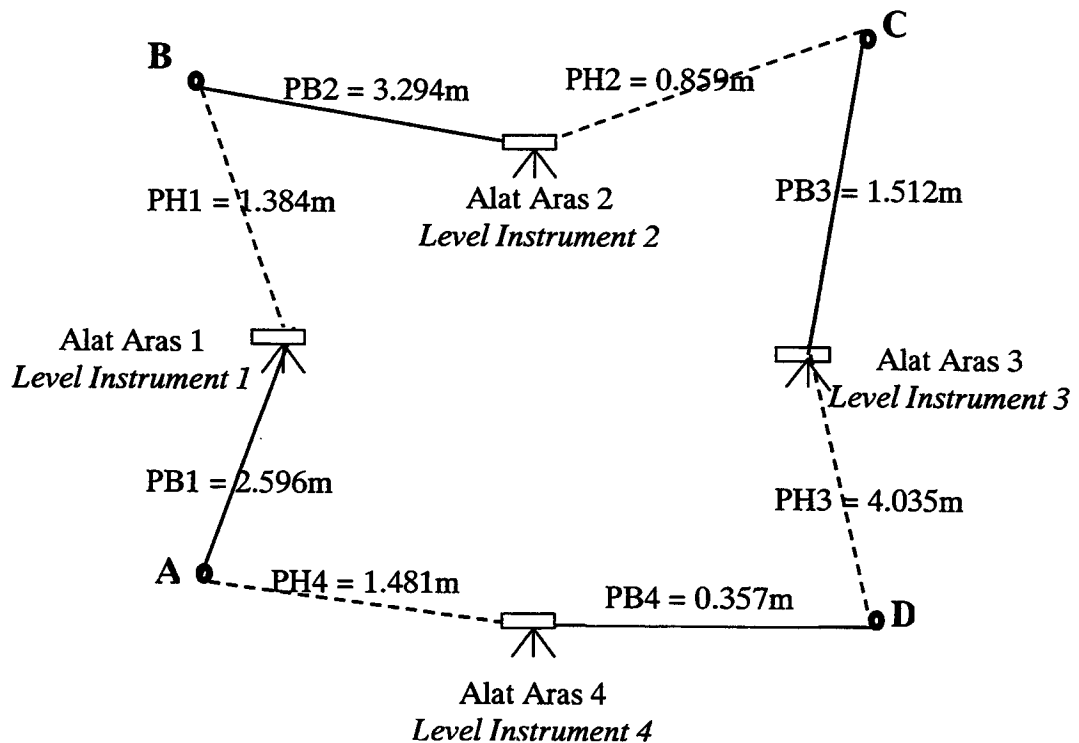 C
B
PB2 = 3.294m
PH2 = 0.859m
PH1 = 1.384m
Alat Aras 2
Level Instrument 2
PB3 = 1.512m
Alat Aras 1
Level Instrument 1
Alat Aras 3
Level Instrument 3
PB1 = 2.596m
PH3 = 4.035m
A
PH4 = 1.481m
PB4 = 0.357m
D
Alat Aras 4
Level Instrument 4